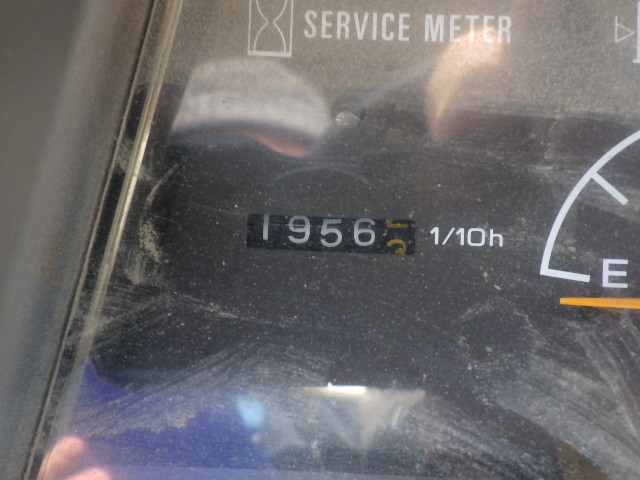 SERVICE METER
1956
1/10h
E